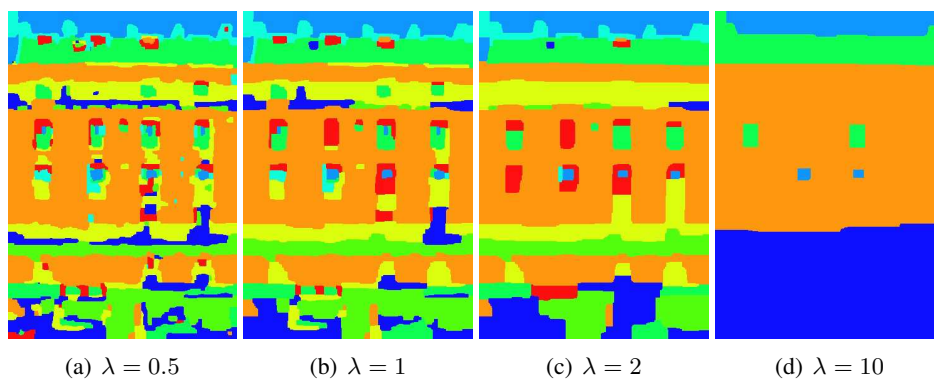 (a) λ = 0.5 (b) λ = 1 (c) λ = 2 (d) λ = 10